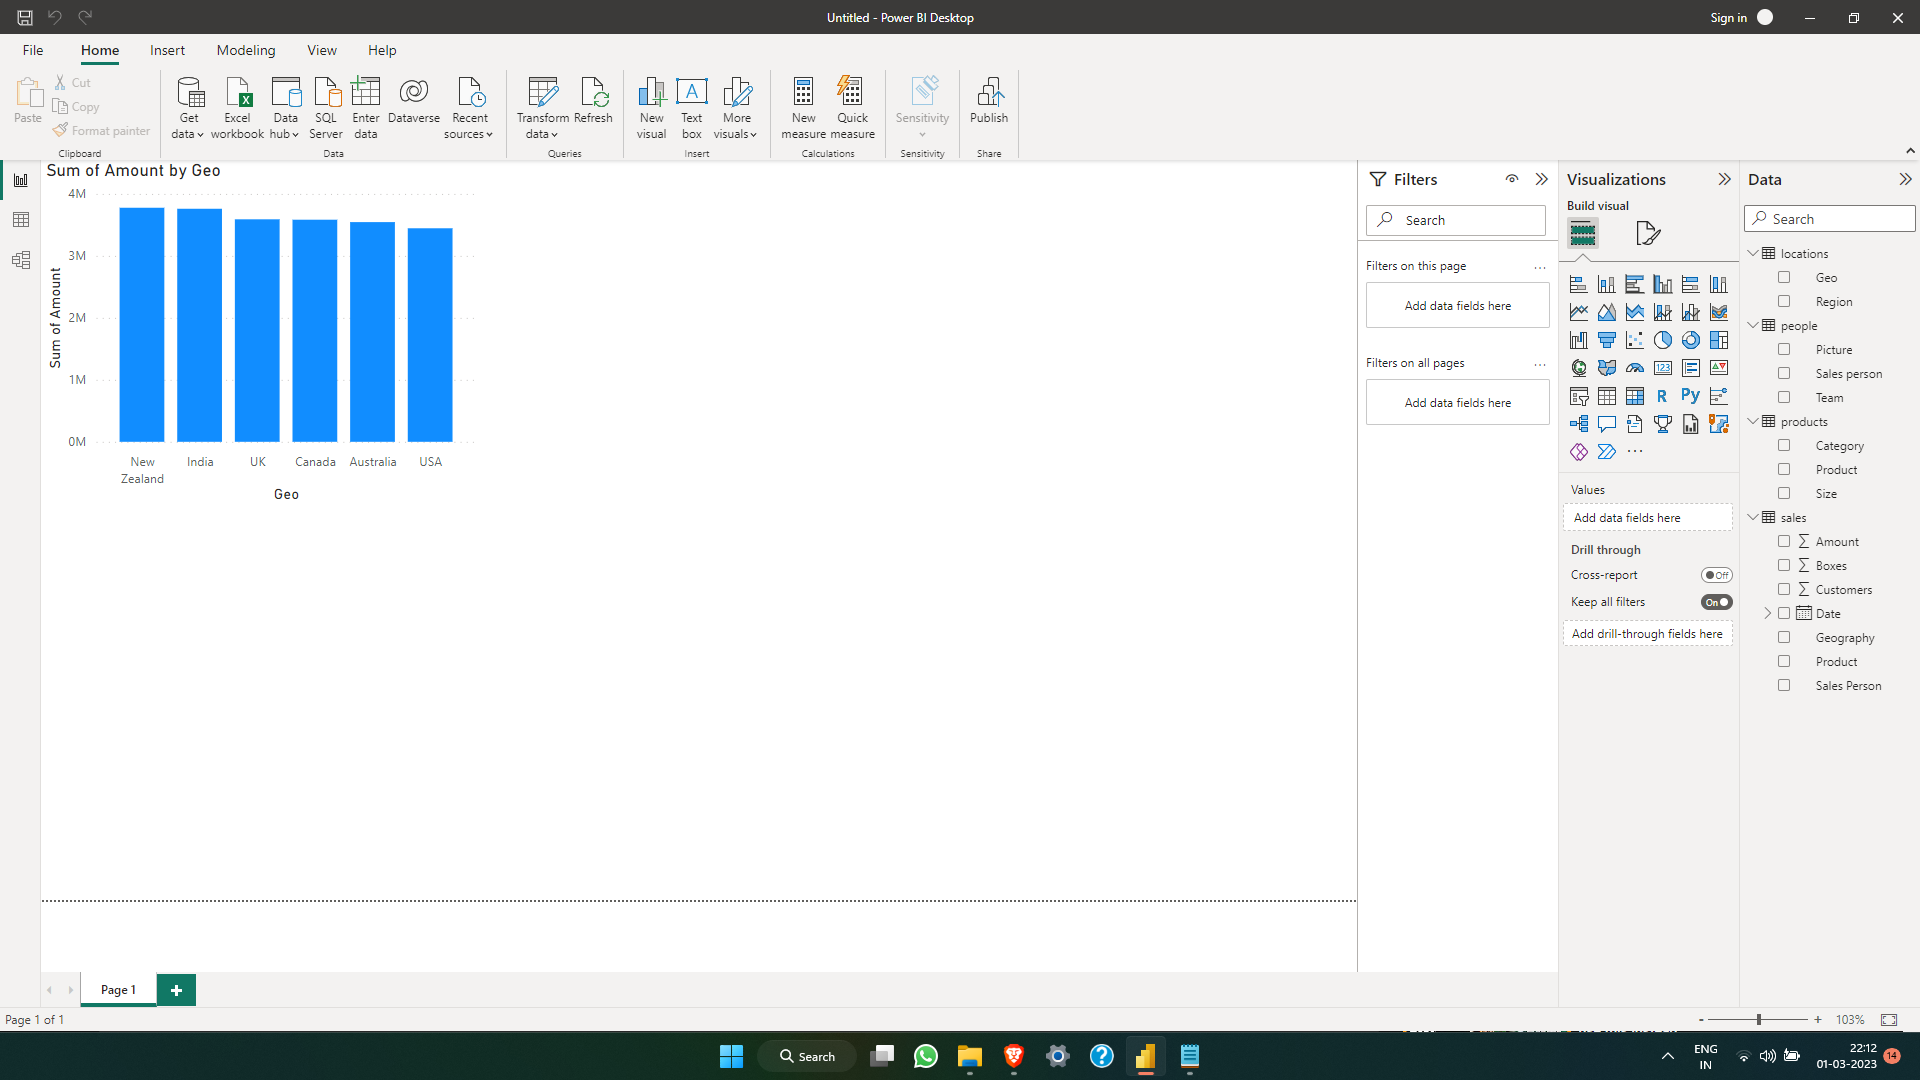 Untitled - Power BI Desktop
Sign in
File Home Insert Modeling View Help
Paste
Cut
Copy
Format painter
Clipboard
Get data
Excel workbook
Data hub
SQL Server
Enter data
Dataverse
Recent sources
Data
Transform data
Refresh
Queries
New visual
Text box
More visuals
Insert
New measure
Quick measure
Calculations
Sensitivity
Sensitivity
Publish
Share
Sum of Amount by Geo
4M
3M
2M
1M
0M
Sum of Amount
New Zealand
India
UK
Canada
Australia
USA
Geo
Filters
Search
Filters on this page
...
Add data fields here
Filters on all pages
...
Add data fields here
Visualizations
Build visual
123
R
Py
...
Values
Add data fields here
Drill through
Cross-report
Off
Keep all filters
On
Add drill-through fields here
Data
Search
locations
Geo
Region
people
Picture
Sales person
Team
products
Category
Product
Size
sales
Σ Amount
Σ Boxes
Σ Customers
Date
Geography
Product
Sales Person
Page 1
+
Page 1 of 1
- + 103%
Search
ENG
IN
22:12
01-03-2023
14